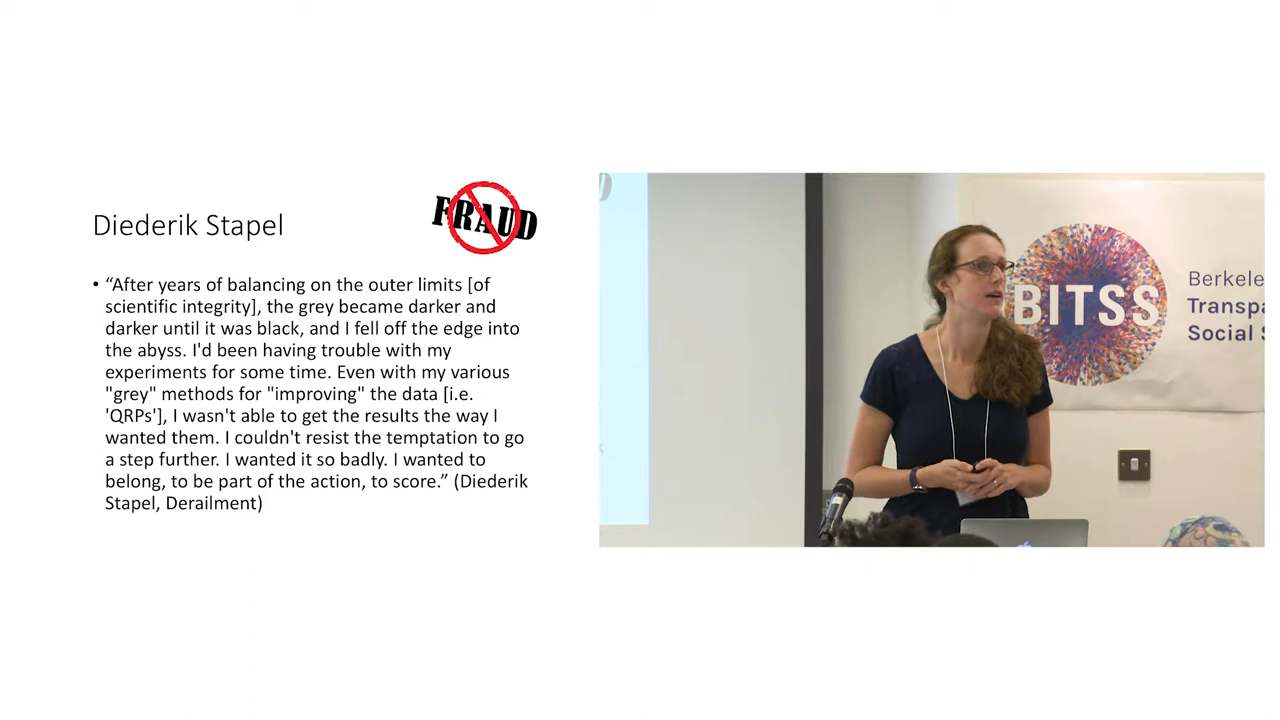 Diederik Stapel
FRAUD
• “After years of balancing on the outer limits [of
scientific integrity], the grey became darker and
darker until it was black, and I fell off the edge into
the abyss. I'd been having trouble with my
experiments for some time. Even with my various
"grey" methods for "improving" the data [i.e.
'QRPs'], I wasn't able to get the results the way I
wanted them. I couldn't resist the temptation to go
a step further. I wanted it so badly. I wanted to
belong, to be part of the action, to score.” (Diederik
Stapel, Derailment)
BITSS
Berkele
Transpa
Social S